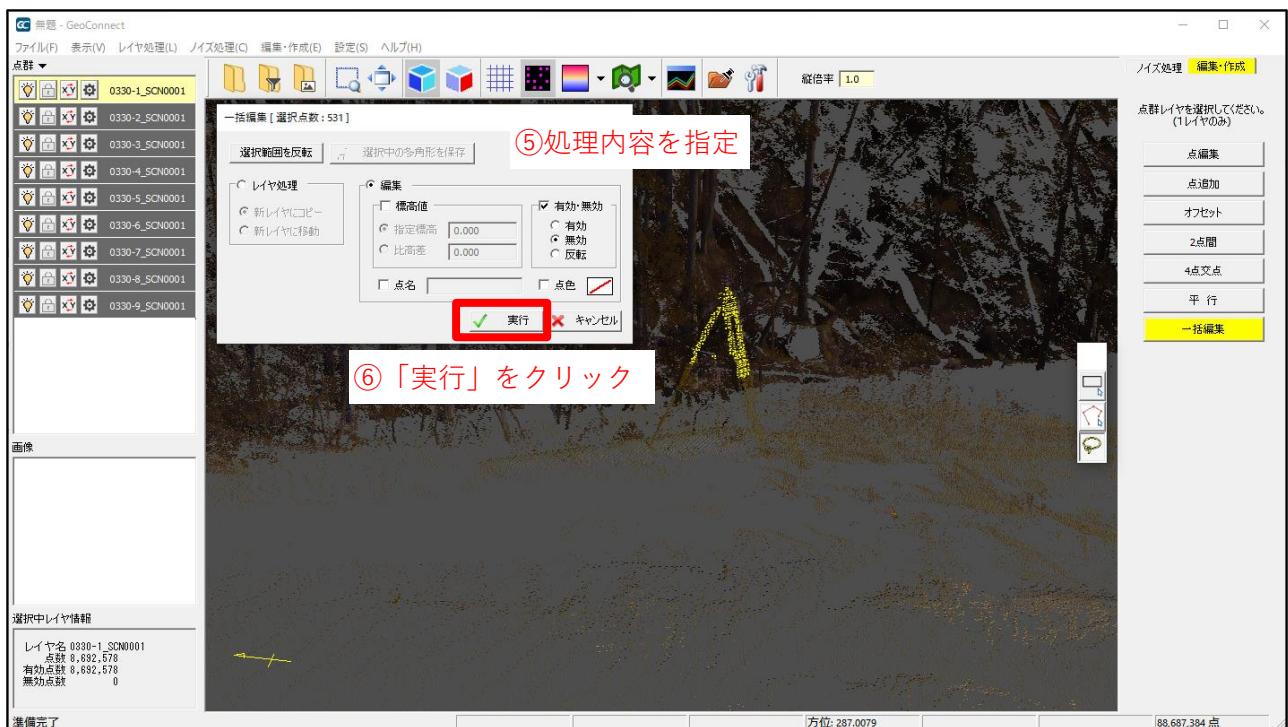 無題 - GeoConnect
ファイル(F) 表示(V) レイヤ処理(L) ノイズ処理(C) 編集・作成(E) 設定(S) ヘルプ(H)
点群
0330-1_SCN0001
0330-2_SCN0001
0330-3_SCN0001
0330-4_SCN0001
0330-5_SCN0001
0330-6_SCN0001
0330-7_SCN0001
0330-8_SCN0001
0330-9_SCN0001
画像
選択中レイヤ情報
レイヤ名 0330-1_SCN0001
点数 8,692,578
有効点数 8,692,578
無効点数 0
準備完了
縦倍率 1.0
一括編集 [ 選択点数 : 531 ]
選択範囲を反転 選択中の多角形を保存
レイヤ処理
新レイヤにコピー
新レイヤに移動
編集
標高値
指定標高 0.000
比高差 0.000
有効・無効
有効
無効
反転
点名
点色
実行 キャンセル
⑤処理内容を指定
⑥「実行」をクリック
ノイズ処理 編集・作成
点群レイヤを選択してください。
(1レイヤのみ)
点編集
点追加
オフセット
2点間
4点交点
平 行
一括編集
方位: 287.0079
88,687,384 点